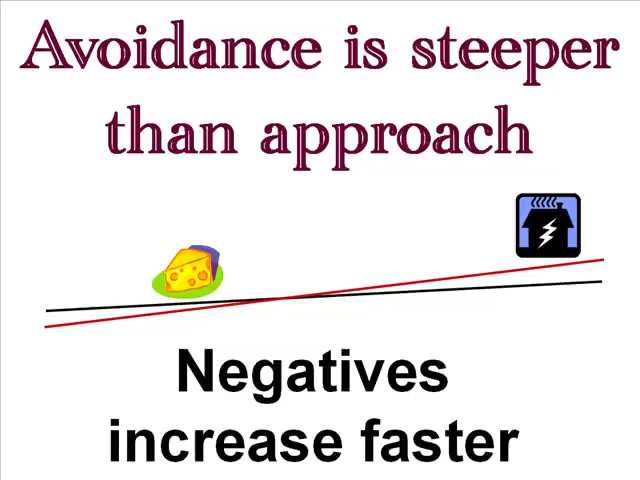 Avoidance is steeper
than approach
Negatives
increase faster